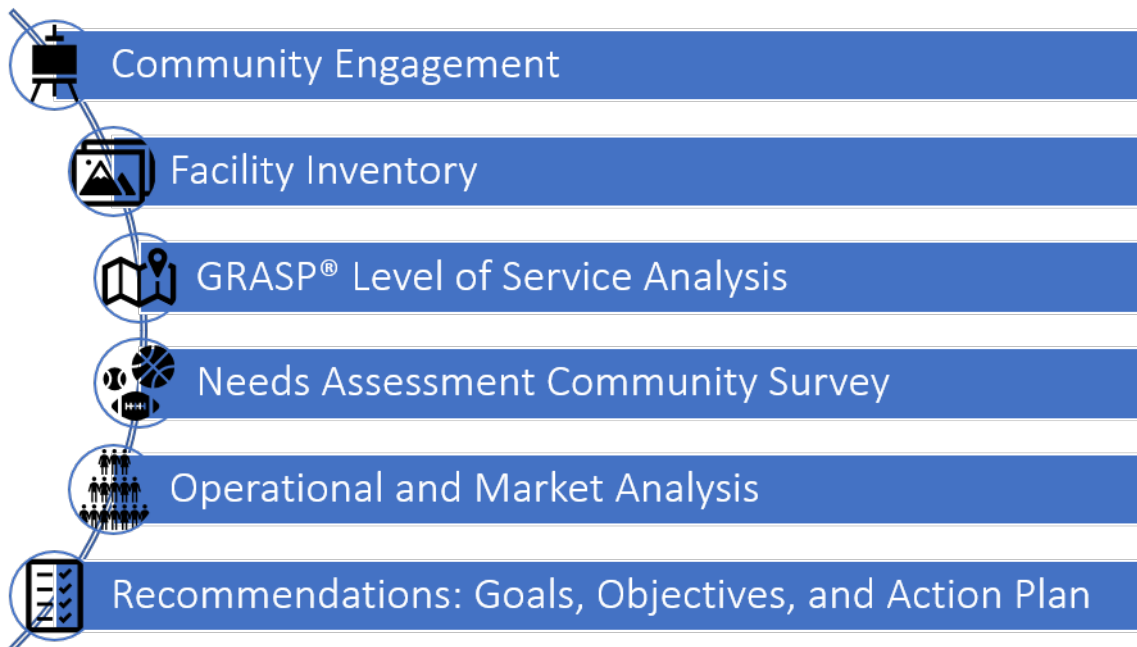 Community Engagement
Facility Inventory
GRASP® Level of Service Analysis
Needs Assessment Community Survey
Operational and Market Analysis
Recommendations: Goals, Objectives, and Action Plan